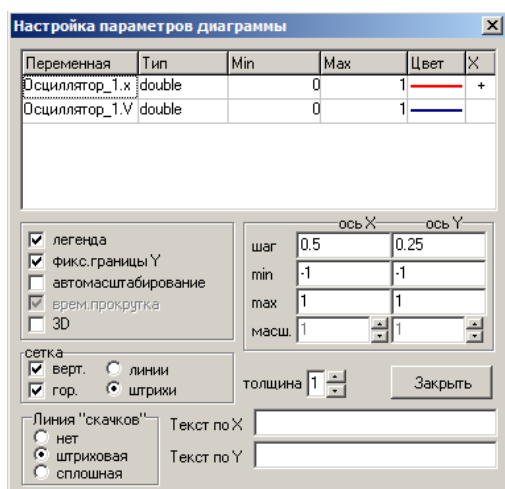 Настройка параметров диаграммы
Переменная Тип Min Max Цвет X
Осциллятор_1.x double 0 1 +
Осциллятор_1.V double 0 1
легенда
фикс.границы Y
автомасштабирование
врем.прокрутка
3D
ось X ось Y
шаг 0.5 0.25
min -1 -1
max 1 1
масш. 1 1
сетка
верт. линии
гор. штрихи
толщина 1 Закрыть
Линия "скачков"
нет
штриховая
сплошная
Текст по X
Текст по Y